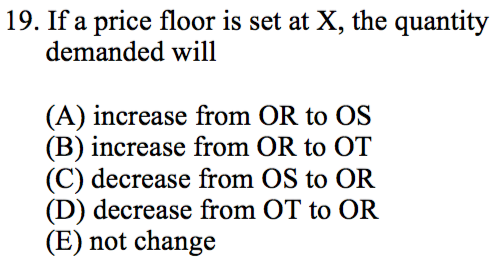 19. If a price floor is set at X, the quantity
demanded will
(A) increase from OR to OS
(B) increase from OR to OT
(C) decrease from OS to OR
(D) decrease from OT to OR
(E) not change